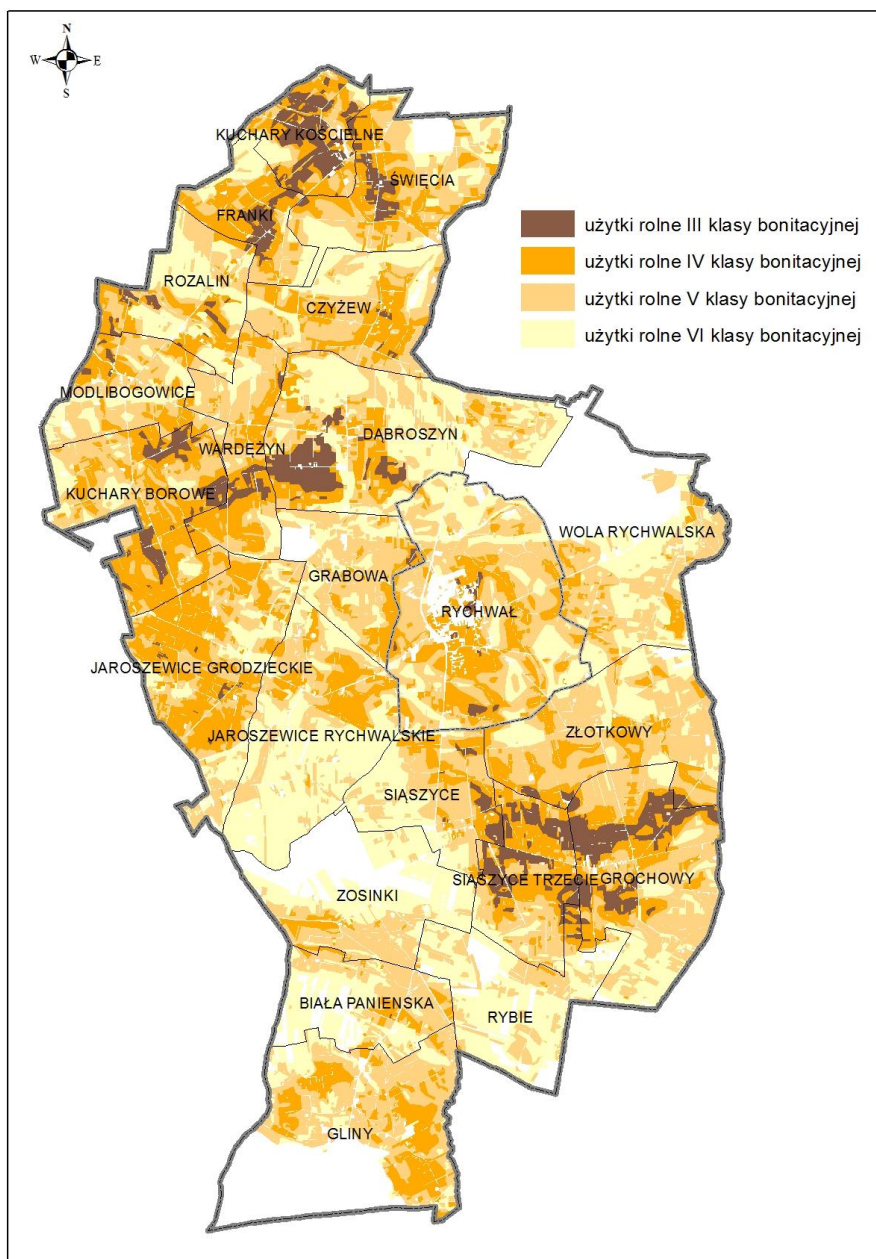 N
W E
S
KUCHARY KOŚCIELNE
ŚWIĘCIA
FRANKI
użytki rolne III klasy bonitacyjnej
użytki rolne IV klasy bonitacyjnej
użytki rolne V klasy bonitacyjnej
użytki rolne VI klasy bonitacyjnej
ROZALIN
CZYŻEW
MODLIBOGOWICE
WARDĘŻYN
DĄBROSZYN
KUCHARY BOROWE
WOLA RYCHWALSKA
GRABOWA
RYCHWAŁ
JAROSZEWICE GRODZIECKIE
JAROSZEWICE RYCHWALSKIE
ZŁOTKOWY
SIĄSZYCE
SIĄSZYCE TRZECIE
GROCHOWY
ZOSINKI
BIAŁA PANIENSKA
RYBIE
GLINY